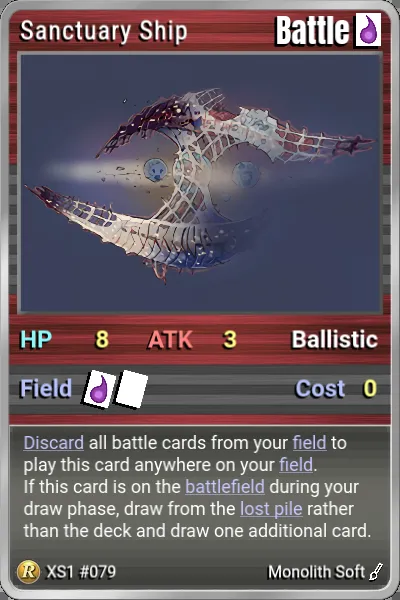 Sanctuary Ship Battle
HP 8 ATK 3 Ballistic
Field Cost 0
Discard all battle cards from your field to
play this card anywhere on your field.
If this card is on the battlefield during your
draw phase, draw from the lost pile rather
than the deck and draw one additional card.
R XS1 #079 Monolith Soft